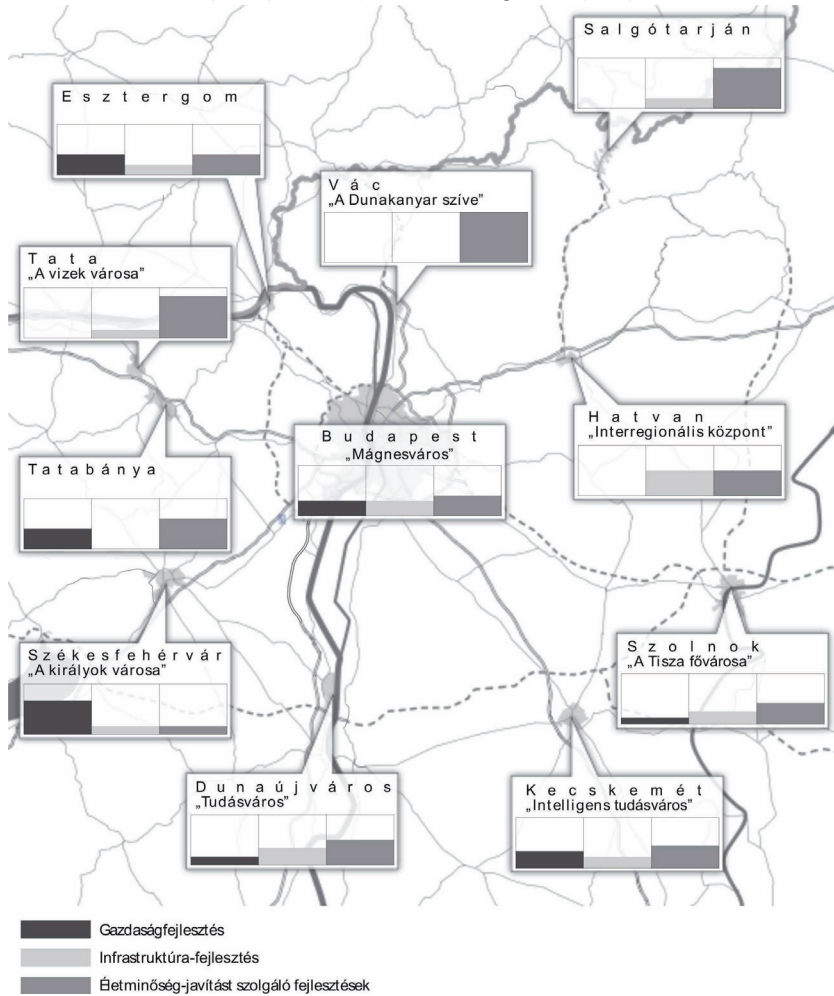 Salgótarján
Esztergom
Vác
„A Dunakanyar szíve”
Tata
„A vizek városa”
Hatvan
„Interregionális központ”
Budapest
„Mágnesváros”
Tatabánya
Székesfehérvár
„A királyok városa”
Szolnok
„A Tisza fővárosa”
Dunaújváros
„Tudásváros”
Kecskemét
„Intelligens tudásváros”
Gazdaságfejlesztés
Infrastruktúra-fejlesztés
Életminőség-javítást szolgáló fejlesztések